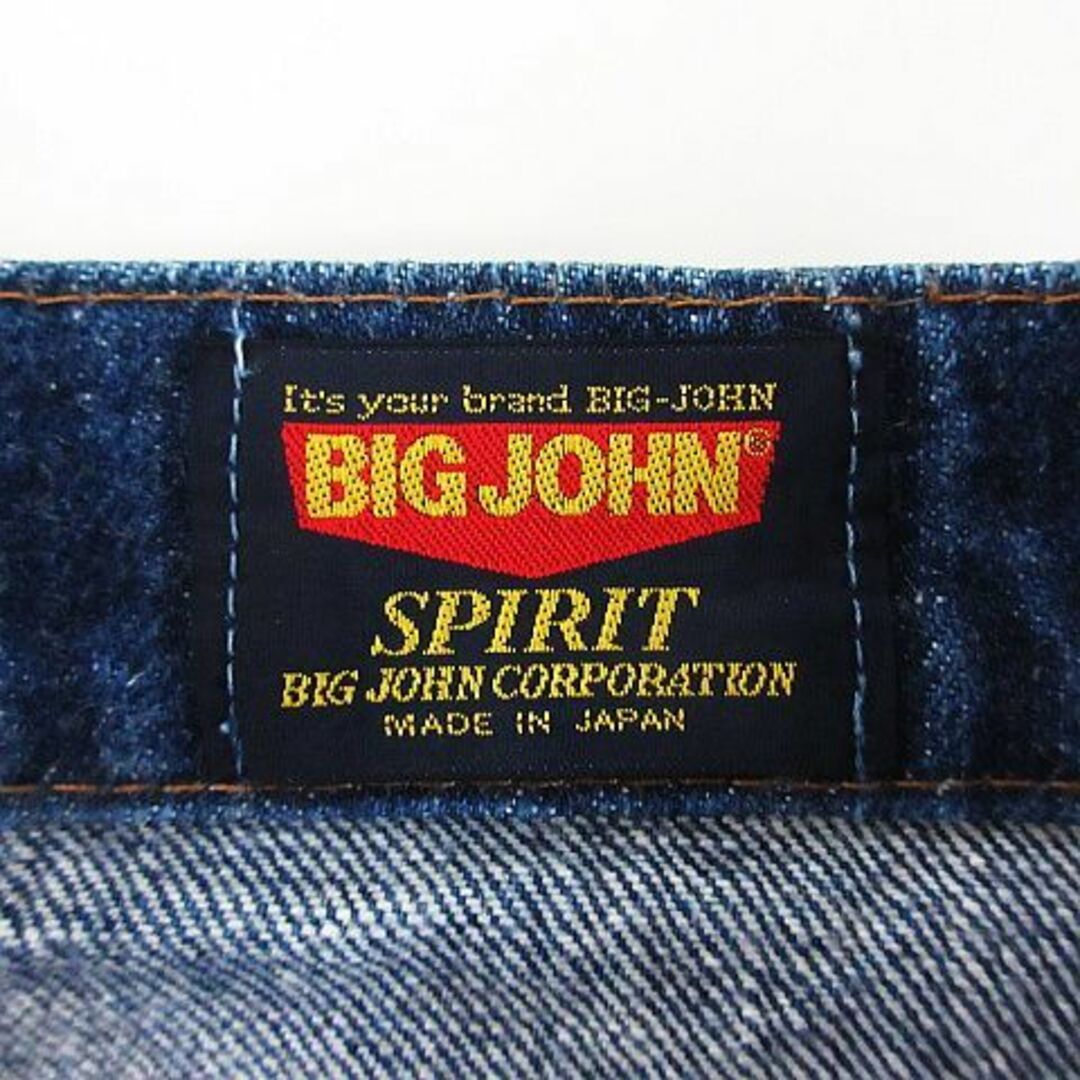 It's your brand BIG-JOHN
BIG JOHN®
SPIRIT
BIG JOHN CORPORATION
MADE IN JAPAN